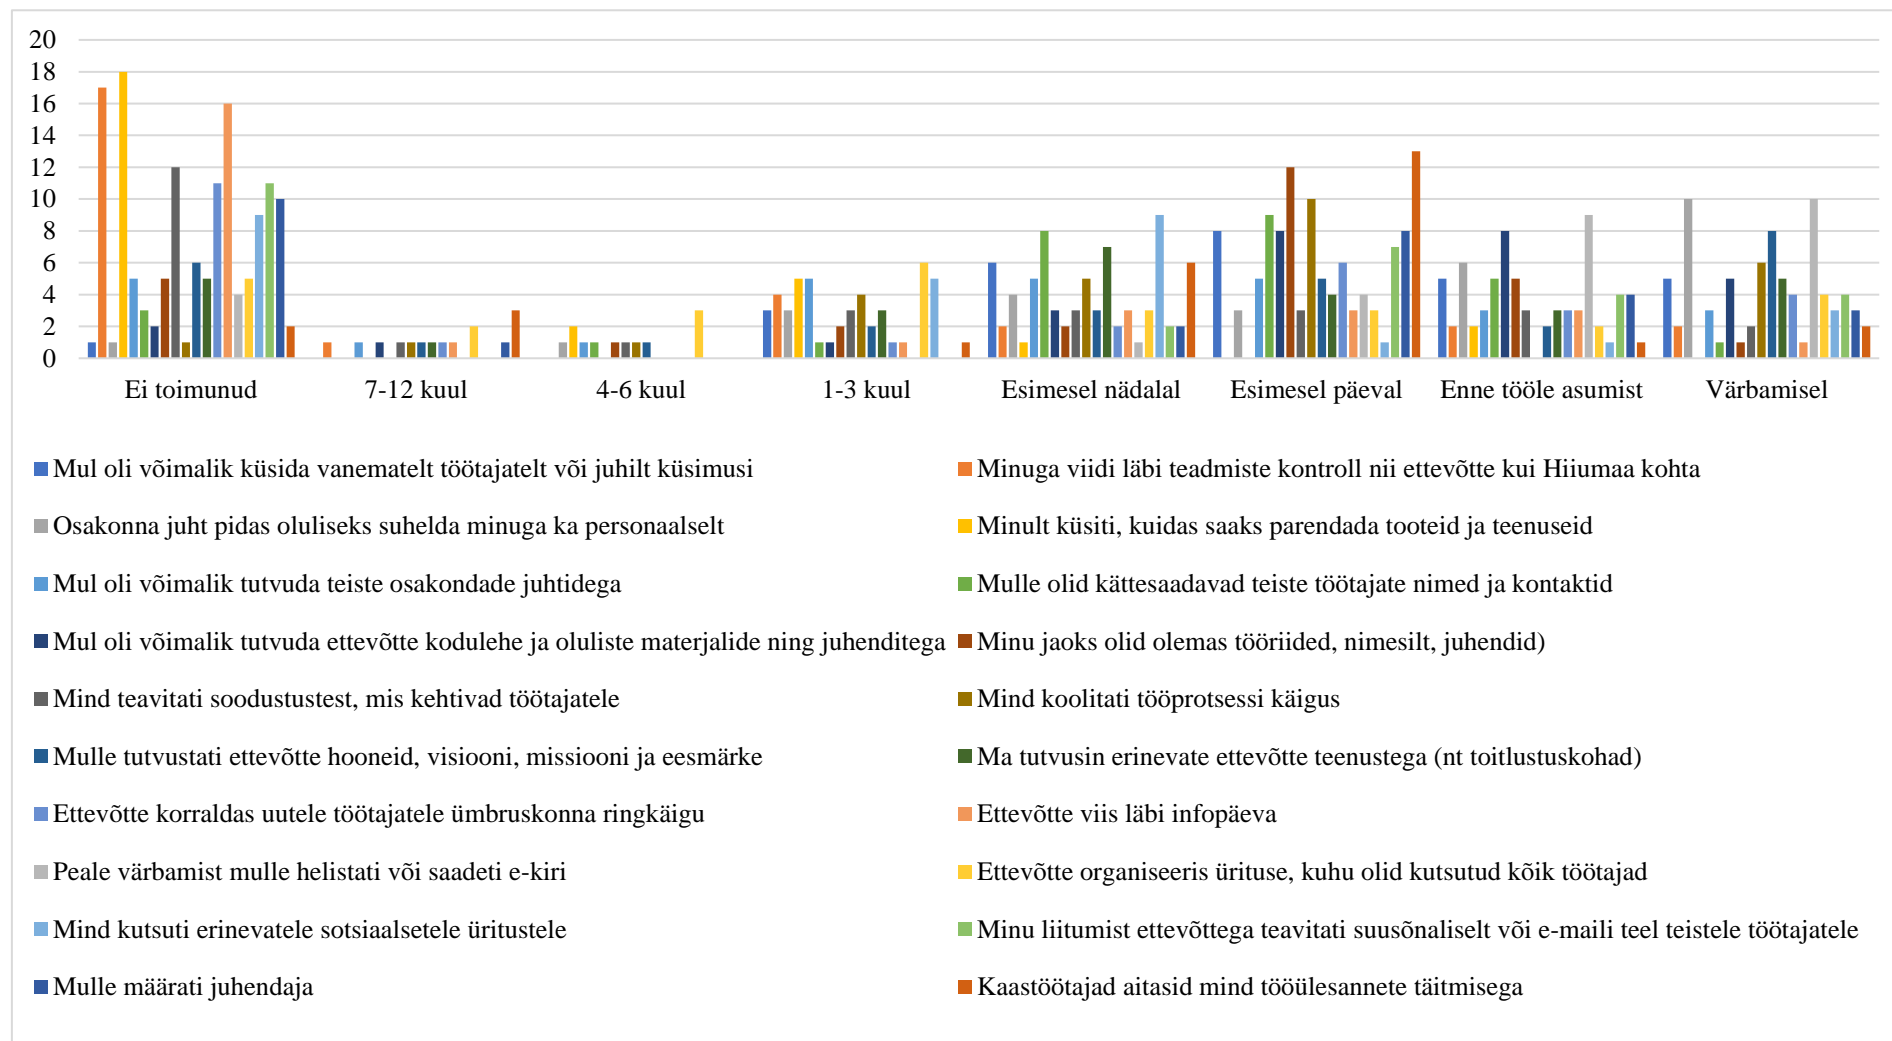 20
18
16
14
12
10
8
6
4
2
0
Ei toimunud 7-12 kuul 4-6 kuul 1-3 kuul Esimesel nädalal Esimesel päeval Enne tööle asumist Värbamisel
Mul oli võimalik küsida vanematelt töötajatelt või juhilt küsimusi
Minuga viidi läbi teadmiste kontroll nii ettevõtte kui Hiiumaa kohta
Osakonna juht pidas oluliseks suhelda minuga ka personaalselt
Minult küsiti, kuidas saaks parendada tooteid ja teenuseid
Mul oli võimalik tutvuda teiste osakondade juhtidega
Mulle olid kättesaadavad teiste töötajate nimed ja kontaktid
Mul oli võimalik tutvuda ettevõtte kodulehe ja oluliste materjalide ning juhenditega
Minu jaoks olid olemas tööriided, nimesilt, juhendid)
Mind teavitati soodustustest, mis kehtivad töötajatele
Mind koolitati tööprotsessi käigus
Mulle tutvustati ettevõtte hooneid, visiooni, missiooni ja eesmärke
Ma tutvusin erinevate ettevõtte teenustega (nt toitlustuskohad)
Ettevõtte korraldas uutele töötajatele ümbruskonna ringkäigu
Ettevõtte viis läbi infopäeva
Peale värbamist mulle helistati või saadeti e-kiri
Ettevõtte organiseeris ürituse, kuhu olid kutsutud kõik töötajad
Mind kutsuti erinevatele sotsiaalsetele üritustele
Minu liitumist ettevõttega teavitati suusõnaliselt või e-maili teel teistele töötajatele
Mulle määrati juhendaja
Kaastöötajad aitasid mind tööülesannete täitmisega